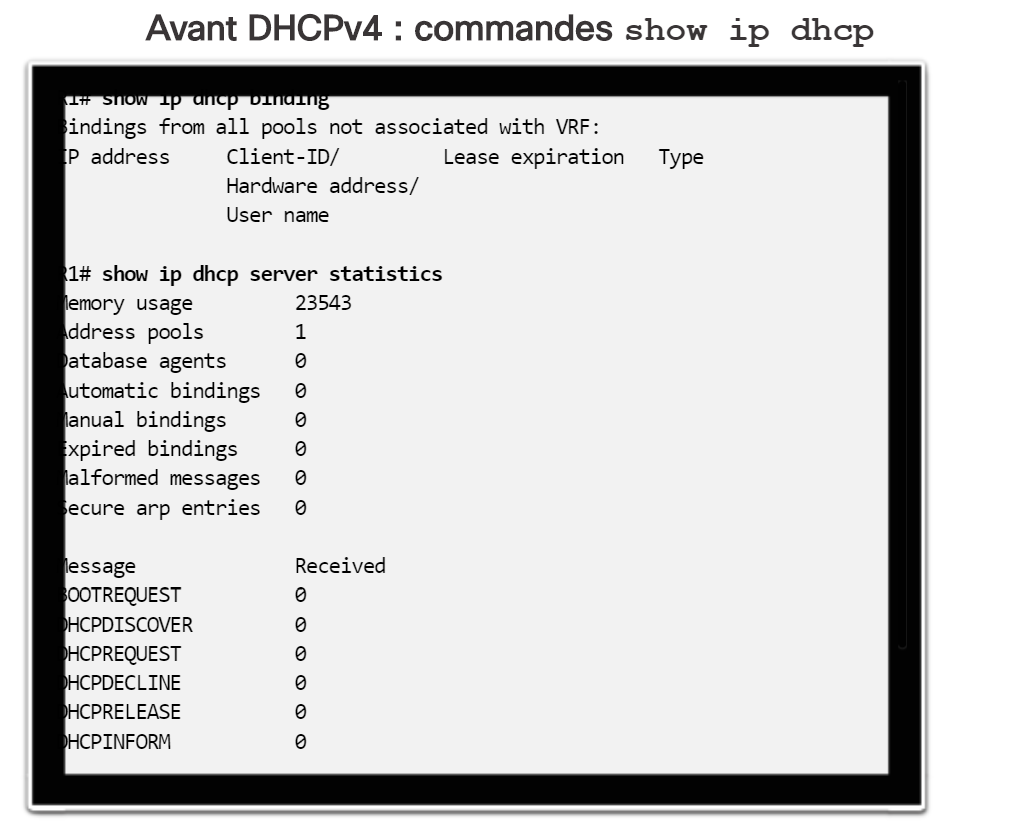 Avant DHCPv4 : commandes show ip dhcp
R1# show ip dhcp binding
Bindings from all pools not associated with VRF:
IP address Client-ID/ Lease expiration Type
Hardware address/
User name
R1# show ip dhcp server statistics
Memory usage 23543
Address pools 1
Database agents 0
Automatic bindings 0
Manual bindings 0
Expired bindings 0
Malformed messages 0
Secure arp entries 0
Message Received
BOOTREQUEST 0
DHCPDISCOVER 0
DHCPREQUEST 0
DHCPDECLINE 0
DHCPRELEASE 0
DHCPINFORM 0